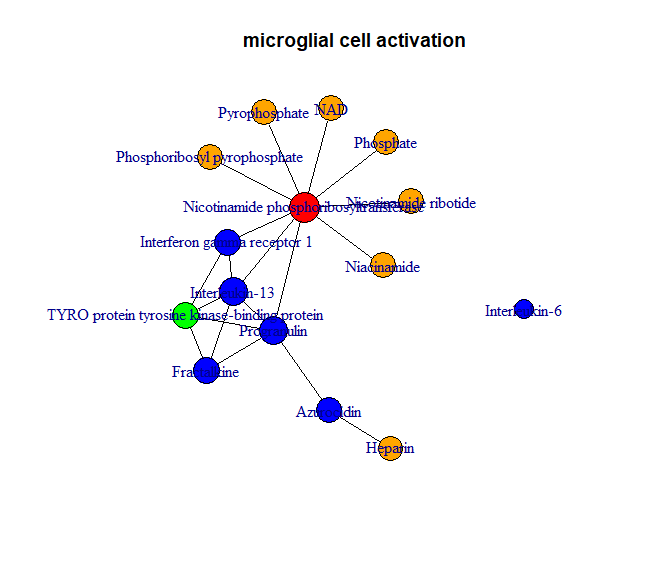 microglial cell activation
Pyrophosphate
NAD
Phosphate
Phosphoribosyl pyrophosphate
Nicotinamide phosphoribosyltransferase
Nicotinamide ribotide
Interferon gamma receptor 1
Niacinamide
Interleukin-13
Interleukin-6
TYRO protein tyrosine kinase-binding protein
Progranulin
Fractalkine
Azurocidin
Heparin